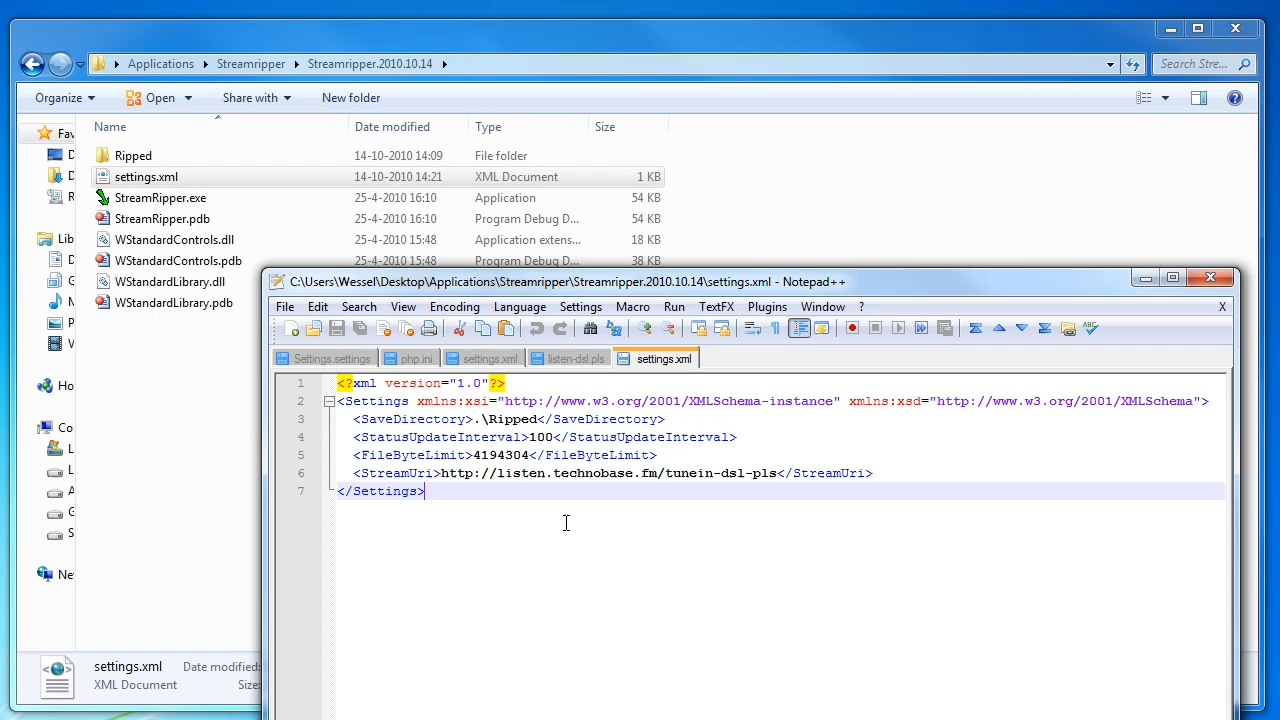 Applications Streamripper Streamripper.2010.10.14
Search Stre...
Organize Open Share with New folder
Name Date modified Type Size
Fav
Ripped 14-10-2010 14:09 File folder
D settings.xml 14-10-2010 14:21 XML Document 1 KB
R StreamRipper.exe 25-4-2010 16:10 Application 54 KB
StreamRipper.pdb 25-4-2010 16:10 Program Debug D... 54 KB
Lib WStandardControls.dll 25-4-2010 15:48 Application extens... 18 KB
WStandardControls.pdb 25-4-2010 15:48 Program Debug D... 38 KB
WStandardLibrary.dll
WStandardLibrary.pdb
Ho
Co
Ne
settings.xml Date modified:
XML Document Size:
C:\Users\Wessel\Desktop\Applications\Streamripper\Streamripper.2010.10.14\settings.xml - Notepad++
File Edit Search View Encoding Language Settings Macro Run TextFX Plugins Window ? X
Settings.settings php.ini settings.xml listen-dsl.pls settings.xml
1 <?xml version="1.0"?>
2 <Settings xmlns:xsi="http://www.w3.org/2001/XMLSchema-instance" xmlns:xsd="http://www.w3.org/2001/XMLSchema">
3 <SaveDirectory>.\Ripped</SaveDirectory>
4 <StatusUpdateInterval>100</StatusUpdateInterval>
5 <FileByteLimit>4194304</FileByteLimit>
6 <StreamUri>http://listen.technobase.fm/tunein-dsl-pls</StreamUri>
7 </Settings>